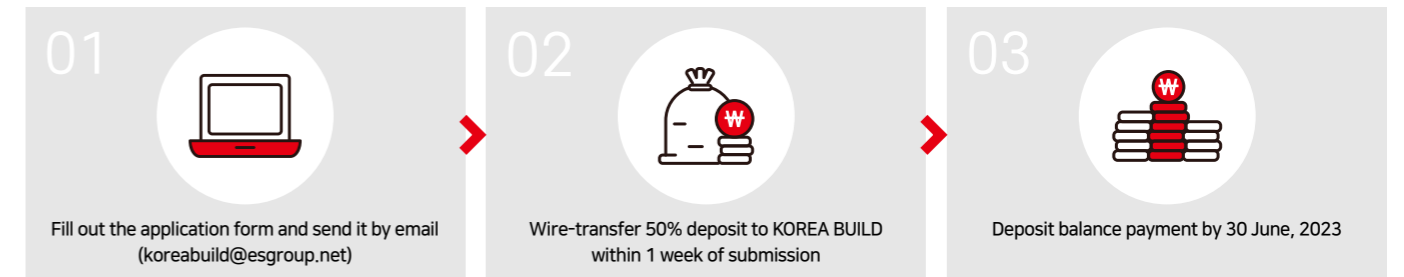 01
Fill out the application form and send it by email
(koreabuild@esgroup.net)
02
₩
Wire-transfer 50% deposit to KOREA BUILD
within 1 week of submission
03
₩
Deposit balance payment by 30 June, 2023